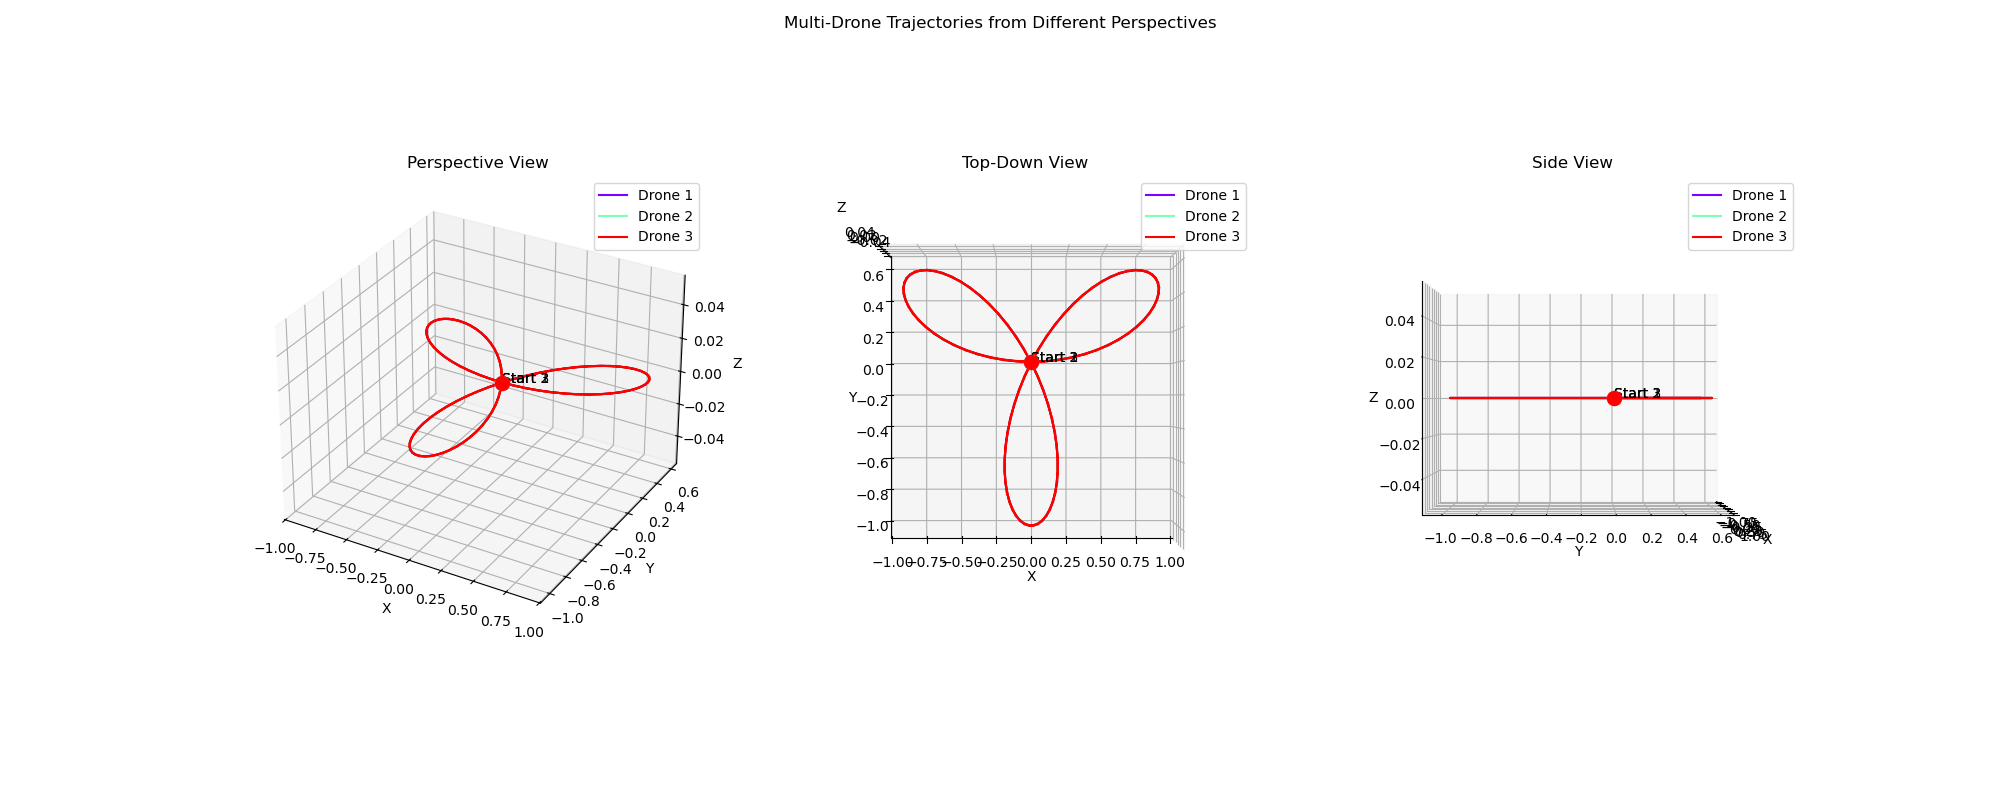 Multi-Drone Trajectories from Different Perspectives
Perspective View
Drone 1
Drone 2
Drone 3
0.04
0.02
0.00
−0.02
−0.04
Z
Start
0.6
0.4
0.2
0.0
−0.2
−0.4
−0.6
−0.8
−1.0
Y
−1.00
−0.75
−0.50
−0.25
0.00
0.25
0.50
0.75
1.00
X
Top-Down View
Drone 1
Drone 2
Drone 3
Z
0.04
0.6
0.4
0.2
0.0
−0.2
−0.4
−0.6
−0.8
−1.0
Y
Start
−1.00 −0.75 −0.50 −0.25 0.00 0.25 0.50 0.75 1.00
X
Side View
Drone 1
Drone 2
Drone 3
0.04
0.02
0.00
−0.02
−0.04
Z
Start
−1.0 −0.8 −0.6 −0.4 −0.2 0.0 0.2 0.4 0.6
Y
X